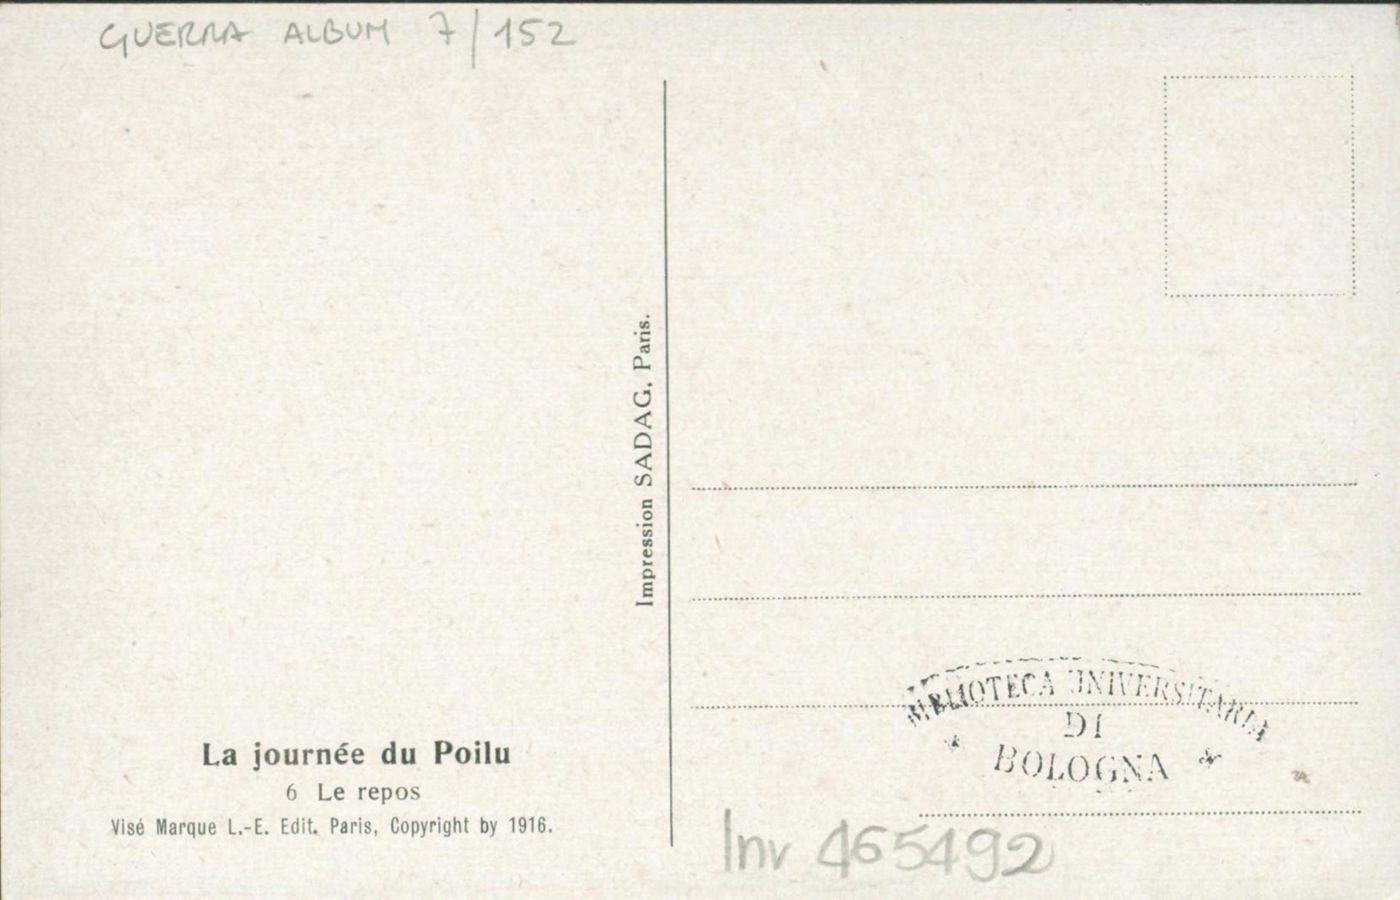 GUERRA ALBUM 7/152
Impression SADAG, Paris.
La journée du Poilu
6 Le repos
Visé Marque L.-E. Edit. Paris, Copyright by 1916.
BIBLIOTECA UNIVERSITARIA
DI
BOLOGNA
Inv 465492